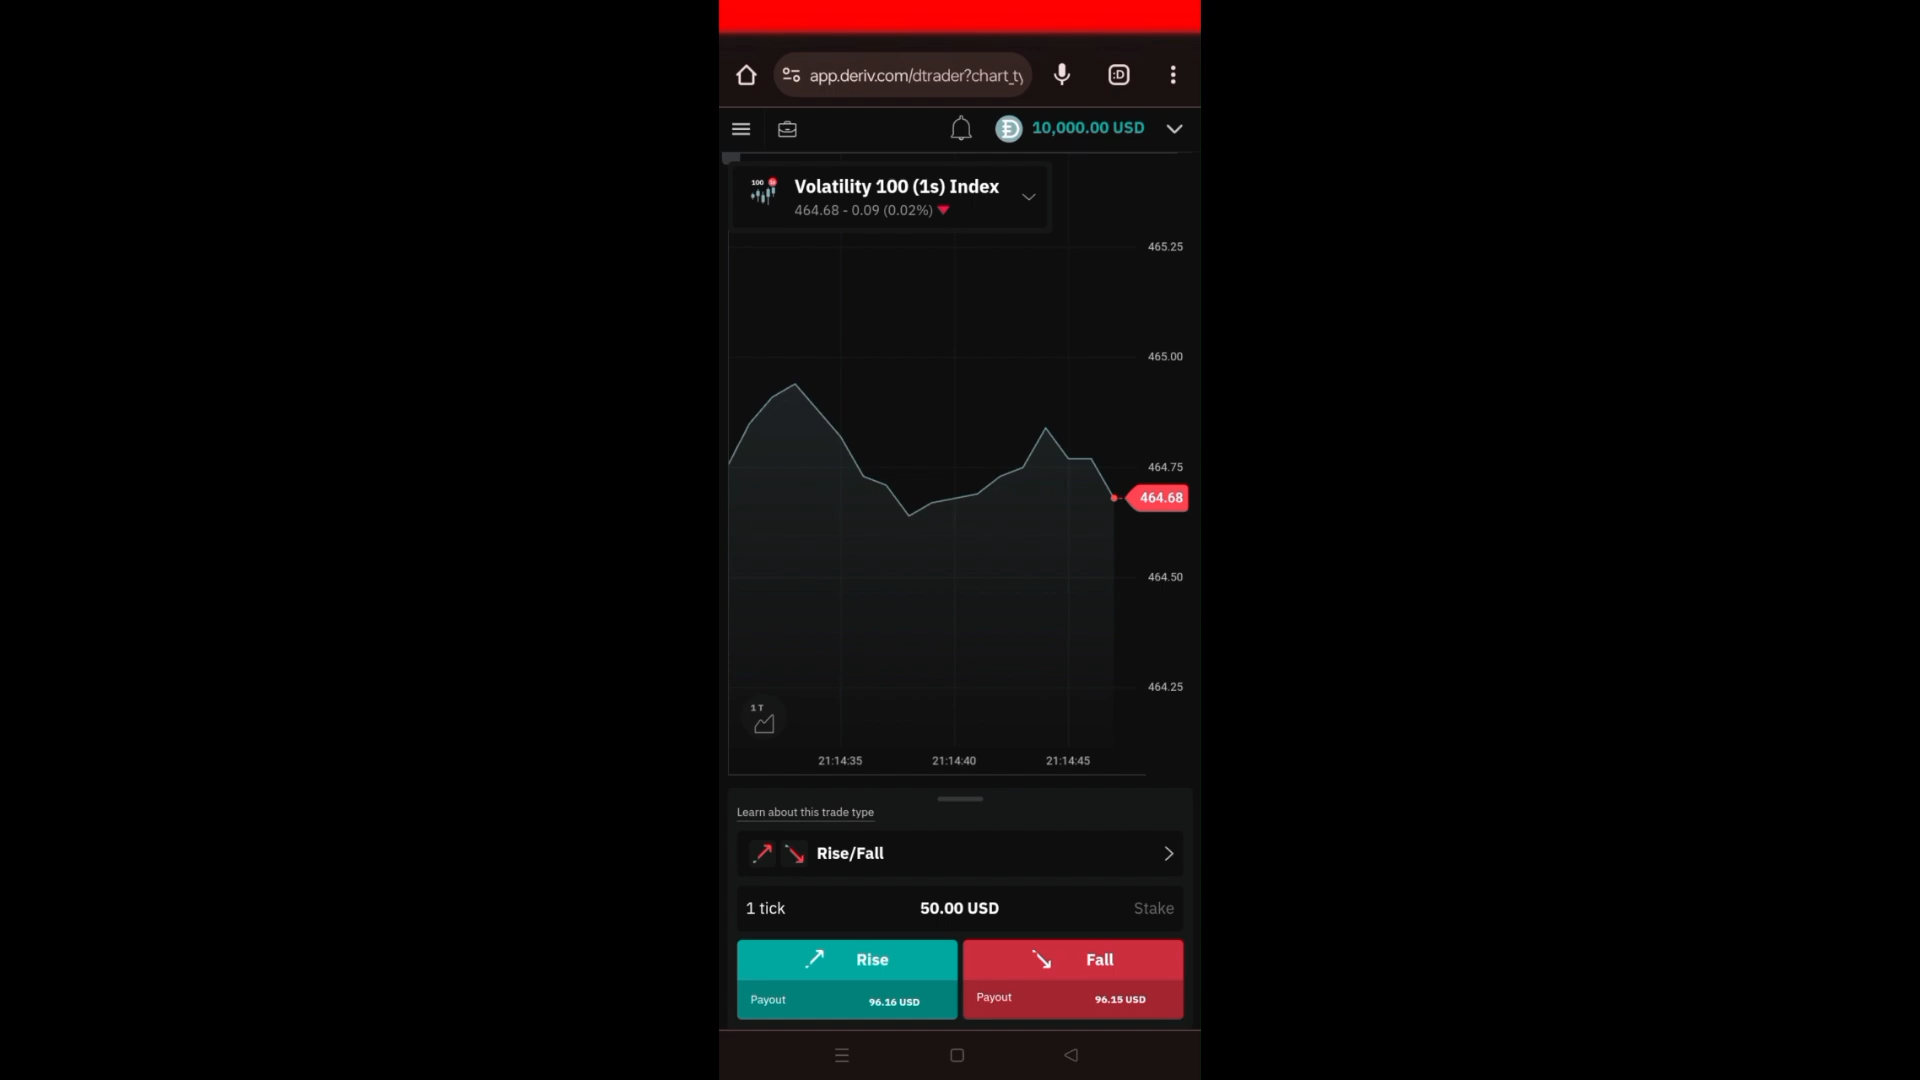 app.deriv.com/dtrader?chart_ty
:D
10,000.00 USD
100 1s
Volatility 100 (1s) Index
464.68 - 0.09 (0.02%)
465.25
465.00
464.75
464.68
464.50
464.25
1 T
21:14:35 21:14:40 21:14:45
Learn about this trade type
Rise/Fall
1 tick 50.00 USD Stake
Rise Fall
Payout 96.16 USD Payout 96.15 USD